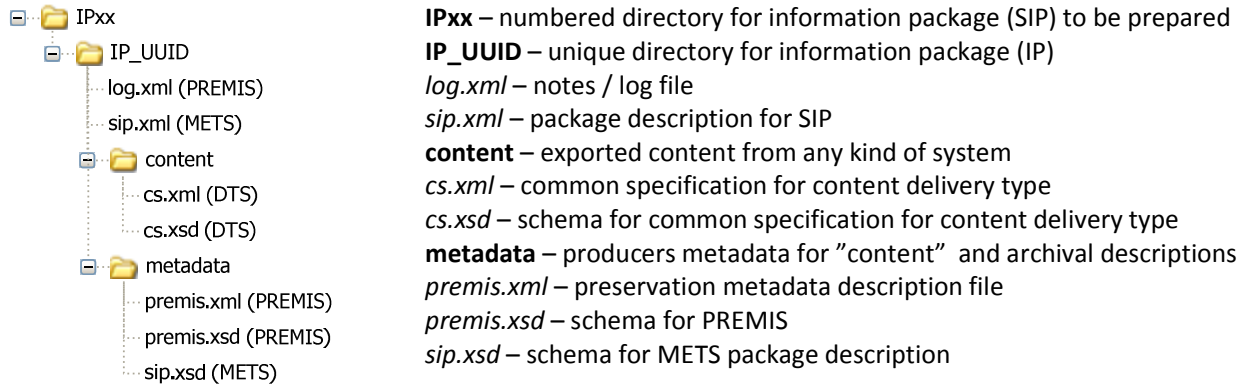 IPxx IPxx – numbered directory for information package (SIP) to be prepared
IP_UUID IP_UUID – unique directory for information package (IP)
log.xml (PREMIS) log.xml – notes / log file
sip.xml (METS) sip.xml – package description for SIP
content content – exported content from any kind of system
cs.xml (DTS) cs.xml – common specification for content delivery type
cs.xsd (DTS) cs.xsd – schema for common specification for content delivery type
metadata metadata – producers metadata for ”content” and archival descriptions
premis.xml (PREMIS) premis.xml – preservation metadata description file
premis.xsd (PREMIS) premis.xsd – schema for PREMIS
sip.xsd (METS) sip.xsd – schema for METS package description